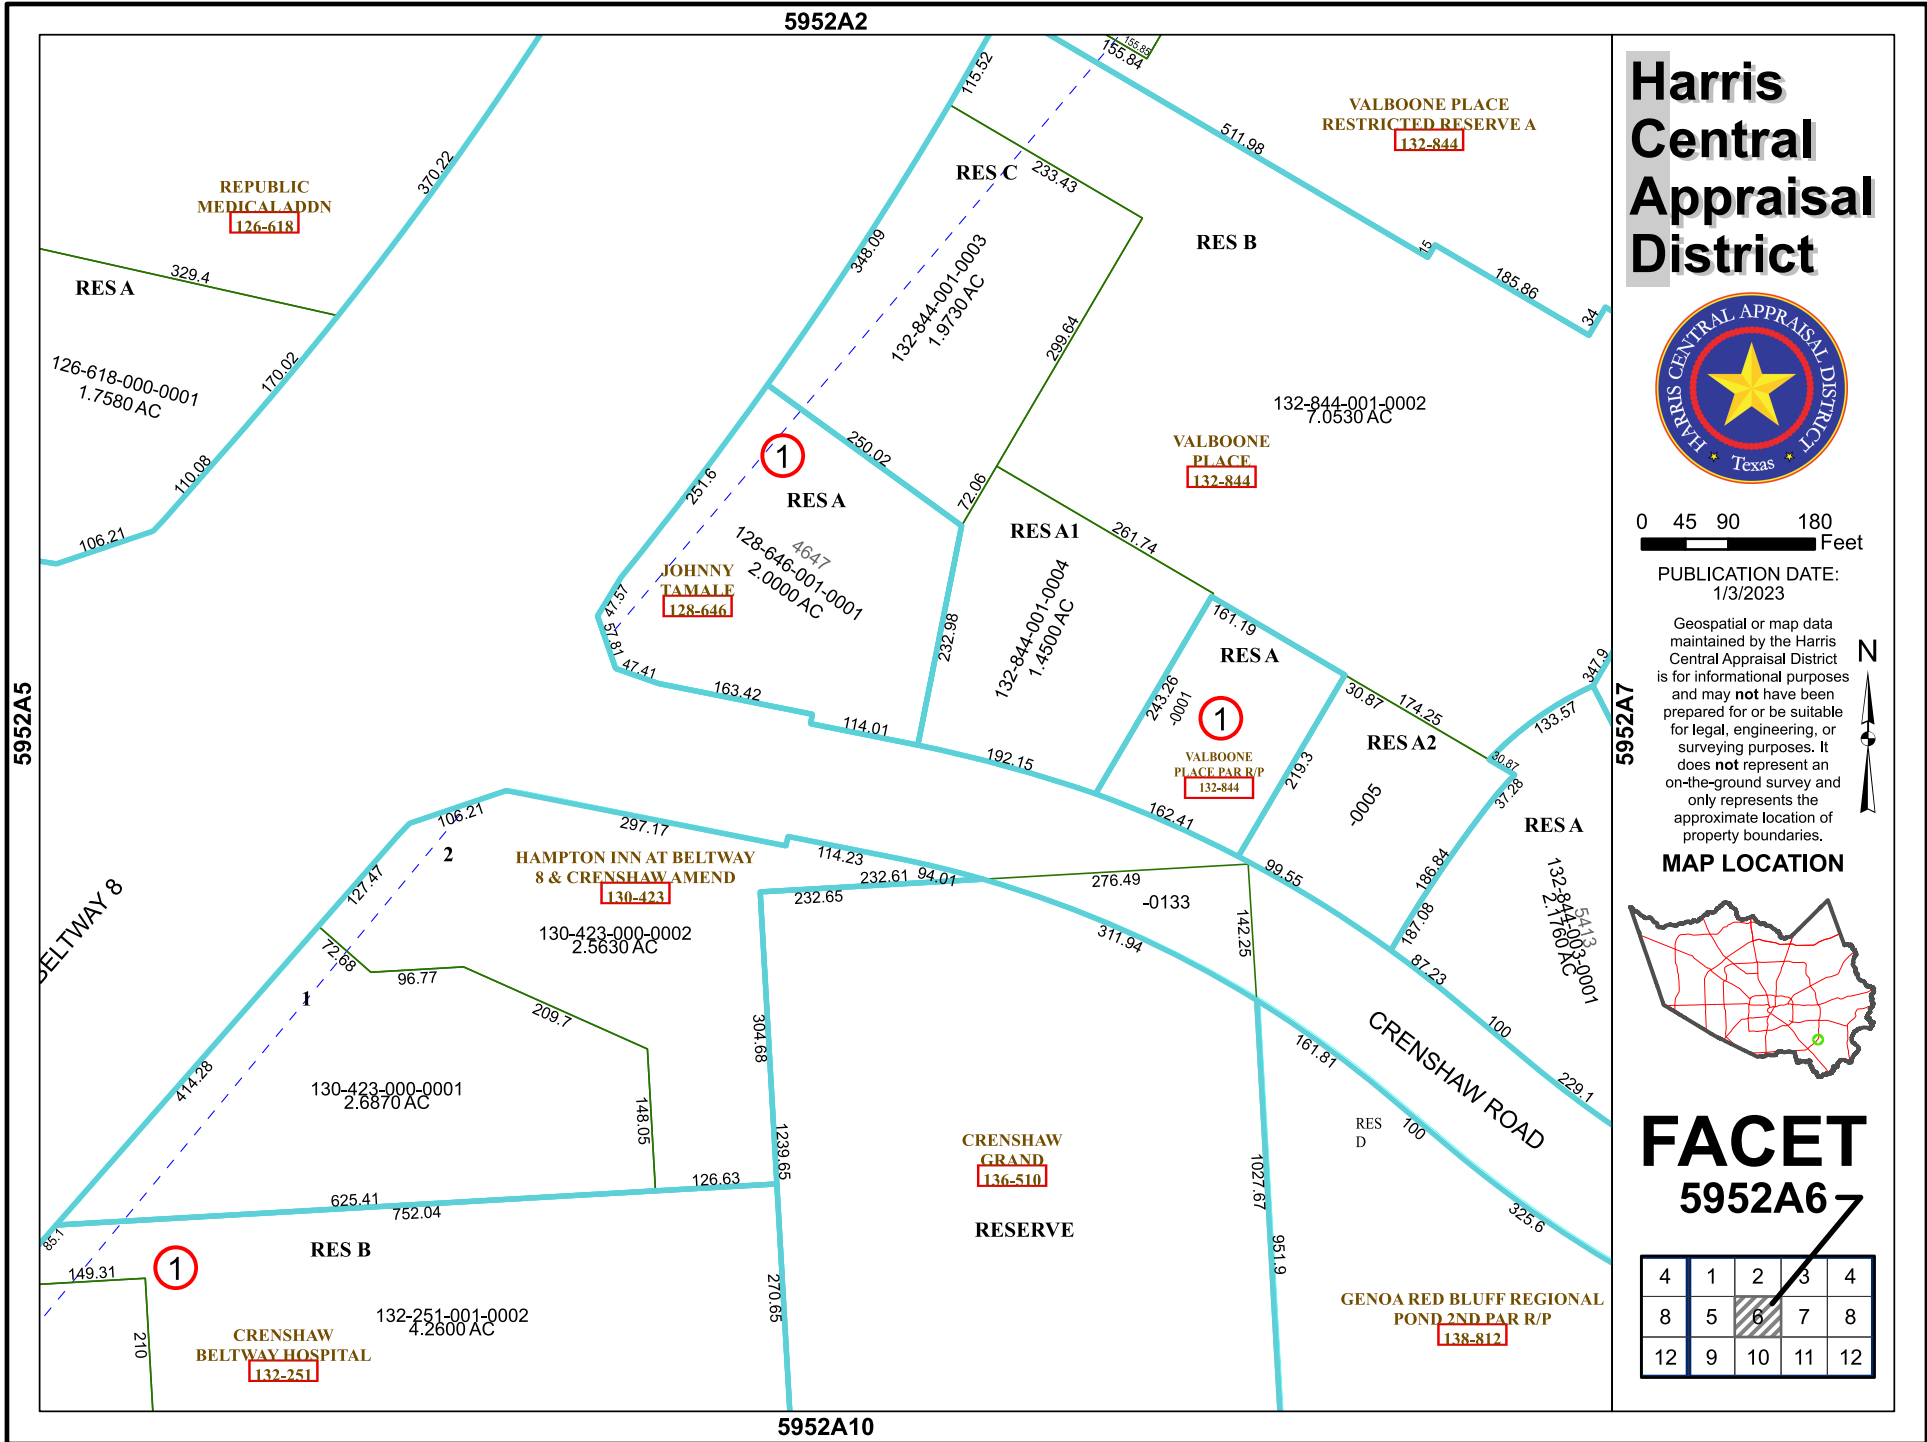 5952A2
5952A5
5952A7
5952A10
REPUBLIC
MEDICALADDN
126-618
370.22
329.4
RES A
126-618-000-0001
1.7580 AC
170.02
110.08
106.21
115.52
155.85
155.84
511.98
VALBOONE PLACE
RESTRICTED RESERVE A
132-844
RES C
233.43
348.09
132-844-001-0003
1.9730 AC
299.64
RES B
15
185.86
34
132-844-001-0002
7.0530 AC
VALBOONE
PLACE
132-844
1
250.02
251.6
RES A
72.06
4647
128-646-001-0001
2.0000 AC
JOHNNY
TAMALE
128-646
47.57
57.81
47.41
163.42
114.01
232.98
RES A1
261.74
132-844-001-0004
1.4500 AC
192.15
161.19
RES A
243.26
-0001
1
VALBOONE
PLACE PAR R/P
132-844
219.3
162.41
30.87
174.25
RES A2
-0005
30.87
37.28
133.57
347.9
186.84
187.08
99.55
87.23
RES A
5413
132-844-003-0001
2.1760 AC
100
229.1
BELTWAY 8
106.21
2
127.47
297.17
HAMPTON INN AT BELTWAY
8 & CRENSHAW AMEND
130-423
130-423-000-0002
2.5630 AC
114.23
232.61
94.01
232.65
276.49
-0133
142.25
311.94
72.68
96.77
1
209.7
304.68
414.28
130-423-000-0001
2.6870 AC
148.05
1239.65
126.63
625.41
752.04
85.1
149.31
1
RES B
132-251-001-0002
4.2600 AC
210
CRENSHAW
BELTWAY HOSPITAL
132-251
270.65
CRENSHAW
GRAND
136-510
RESERVE
CRENSHAW ROAD
161.81
RES
D
100
1027.67
951.9
325.6
GENOA RED BLUFF REGIONAL
POND 2ND PAR R/P
138-812
Harris
Central
Appraisal
District
HARRIS CENTRAL APPRAISAL DISTRICT
Texas
0 45 90 180
Feet
PUBLICATION DATE:
1/3/2023
Geospatial or map data
maintained by the Harris
Central Appraisal District
is for informational purposes
and may not have been
prepared for or be suitable
for legal, engineering, or
surveying purposes. It
does not represent an
on-the-ground survey and
only represents the
approximate location of
property boundaries.
N
MAP LOCATION
FACET
5952A6
4 1 2 3 4
8 5 6 7 8
12 9 10 11 12